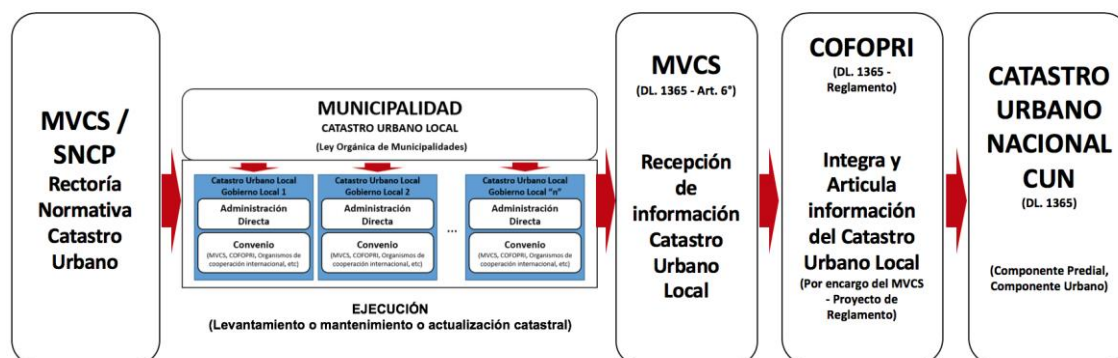 MVCS /
SNCP
Rectoría
Normativa
Catastro
Urbano
MUNICIPALIDAD
CATASTRO URBANO LOCAL
(Ley Orgánica de Municipalidades)
Catastro Urbano Local
Gobierno Local 1
Administración
Directa
Convenio
(MVCS, COFOPRI, Organismos de
cooperación internacional, etc)
Catastro Urbano Local
Gobierno Local 2
Administración
Directa
Convenio
(MVCS, COFOPRI, Organismos de
cooperación internacional, etc)
...
Catastro Urbano Local
Gobierno Local "n"
Administración
Directa
Convenio
(MVCS, COFOPRI, Organismos de
cooperación internacional, etc)
EJECUCIÓN
(Levantamiento o mantenimiento o actualización catastral)
MVCS
(DL. 1365 - Art. 6°)
Recepción
de
información
Catastro
Urbano
Local
COFOPRI
(DL. 1365 -
Reglamento)
Integra y
Articula
información
del Catastro
Urbano Local
(Por encargo del MVCS
- Proyecto de
Reglamento)
CATASTRO
URBANO
NACIONAL
CUN
(DL. 1365)
(Componente Predial,
Componente Urbano)